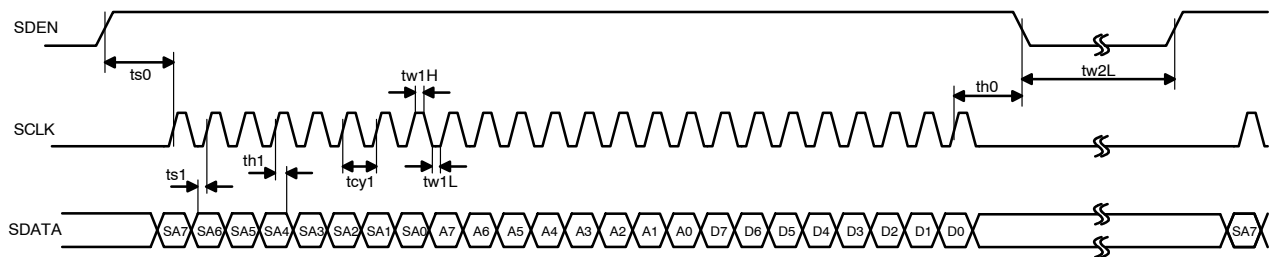 SDEN
ts0
tw1H
th0
tw2L
SCLK
ts1
th1
tcy1
tw1L
SDATA
SA7 SA6 SA5 SA4 SA3 SA2 SA1 SA0 A7 A6 A5 A4 A3 A2 A1 A0 D7 D6 D5 D4 D3 D2 D1 D0 SA7